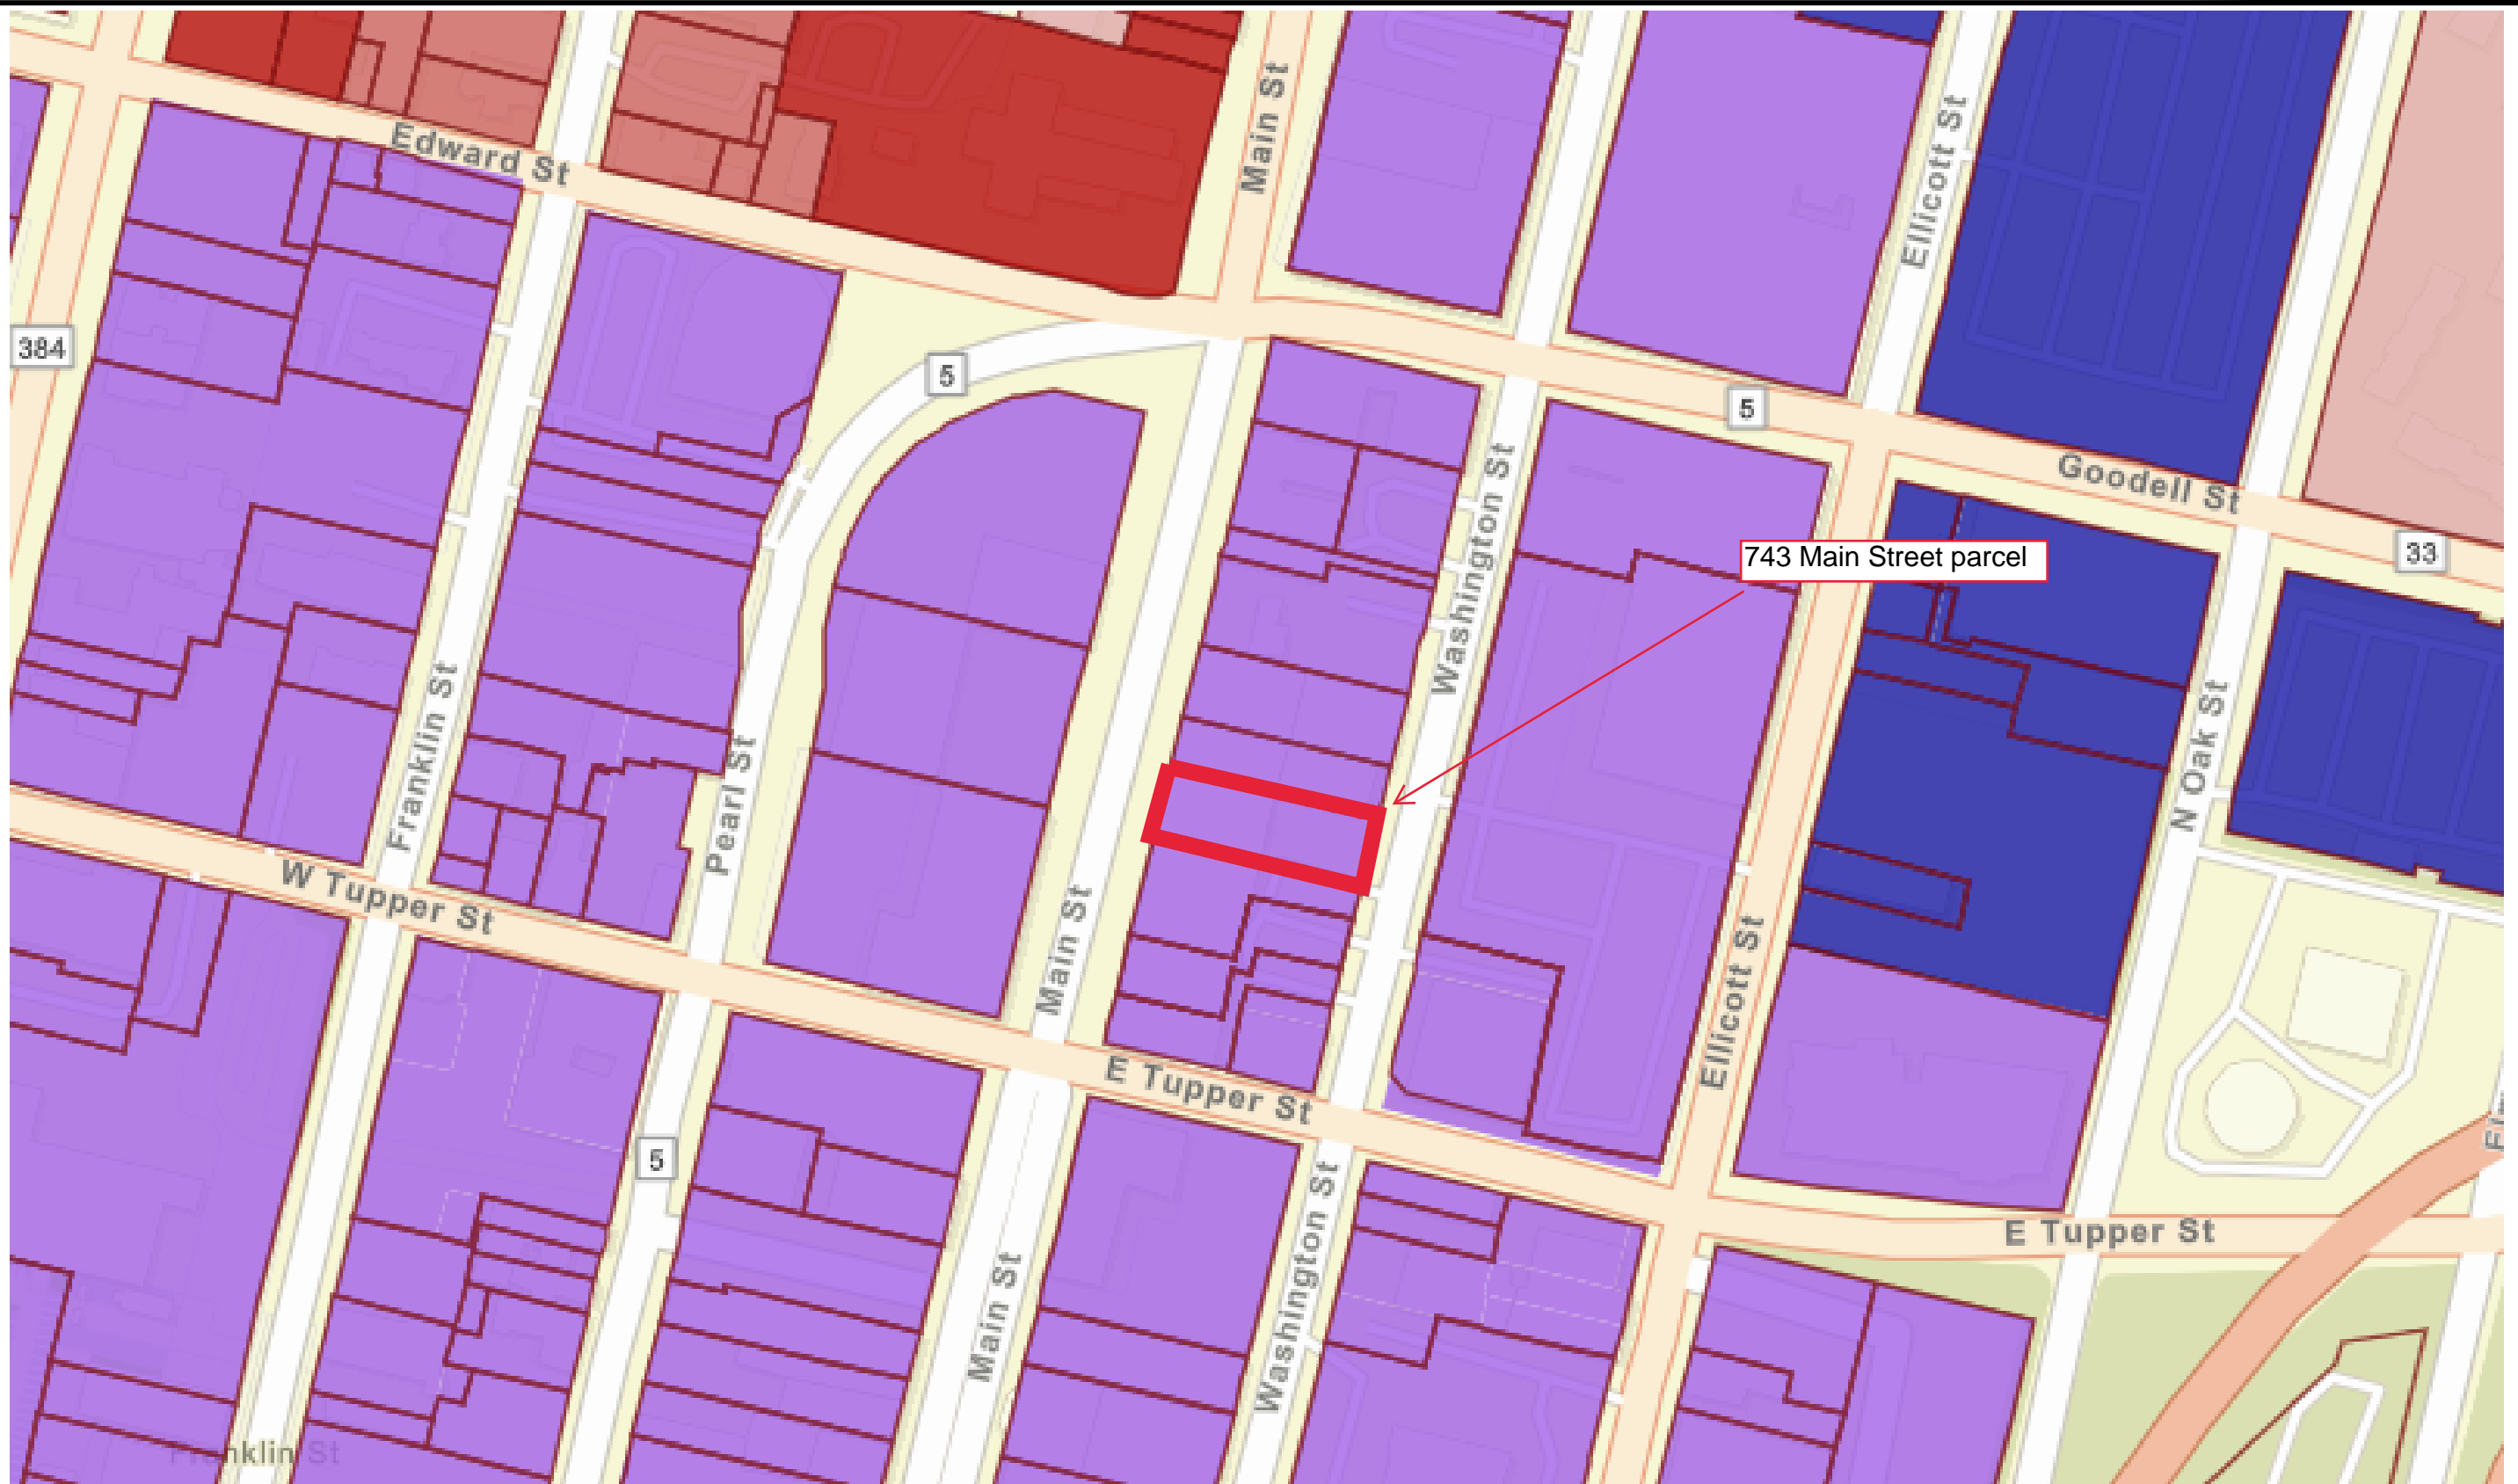 Main St
Ellicott St
Edward St
384
5
5
Goodell St
33
743 Main Street parcel
Washington St
Franklin St
Pearl St
N Oak St
W Tupper St
Main St
Ellicott St
E Tupper St
5
Washington St
E Tupper St
Main St
Franklin St